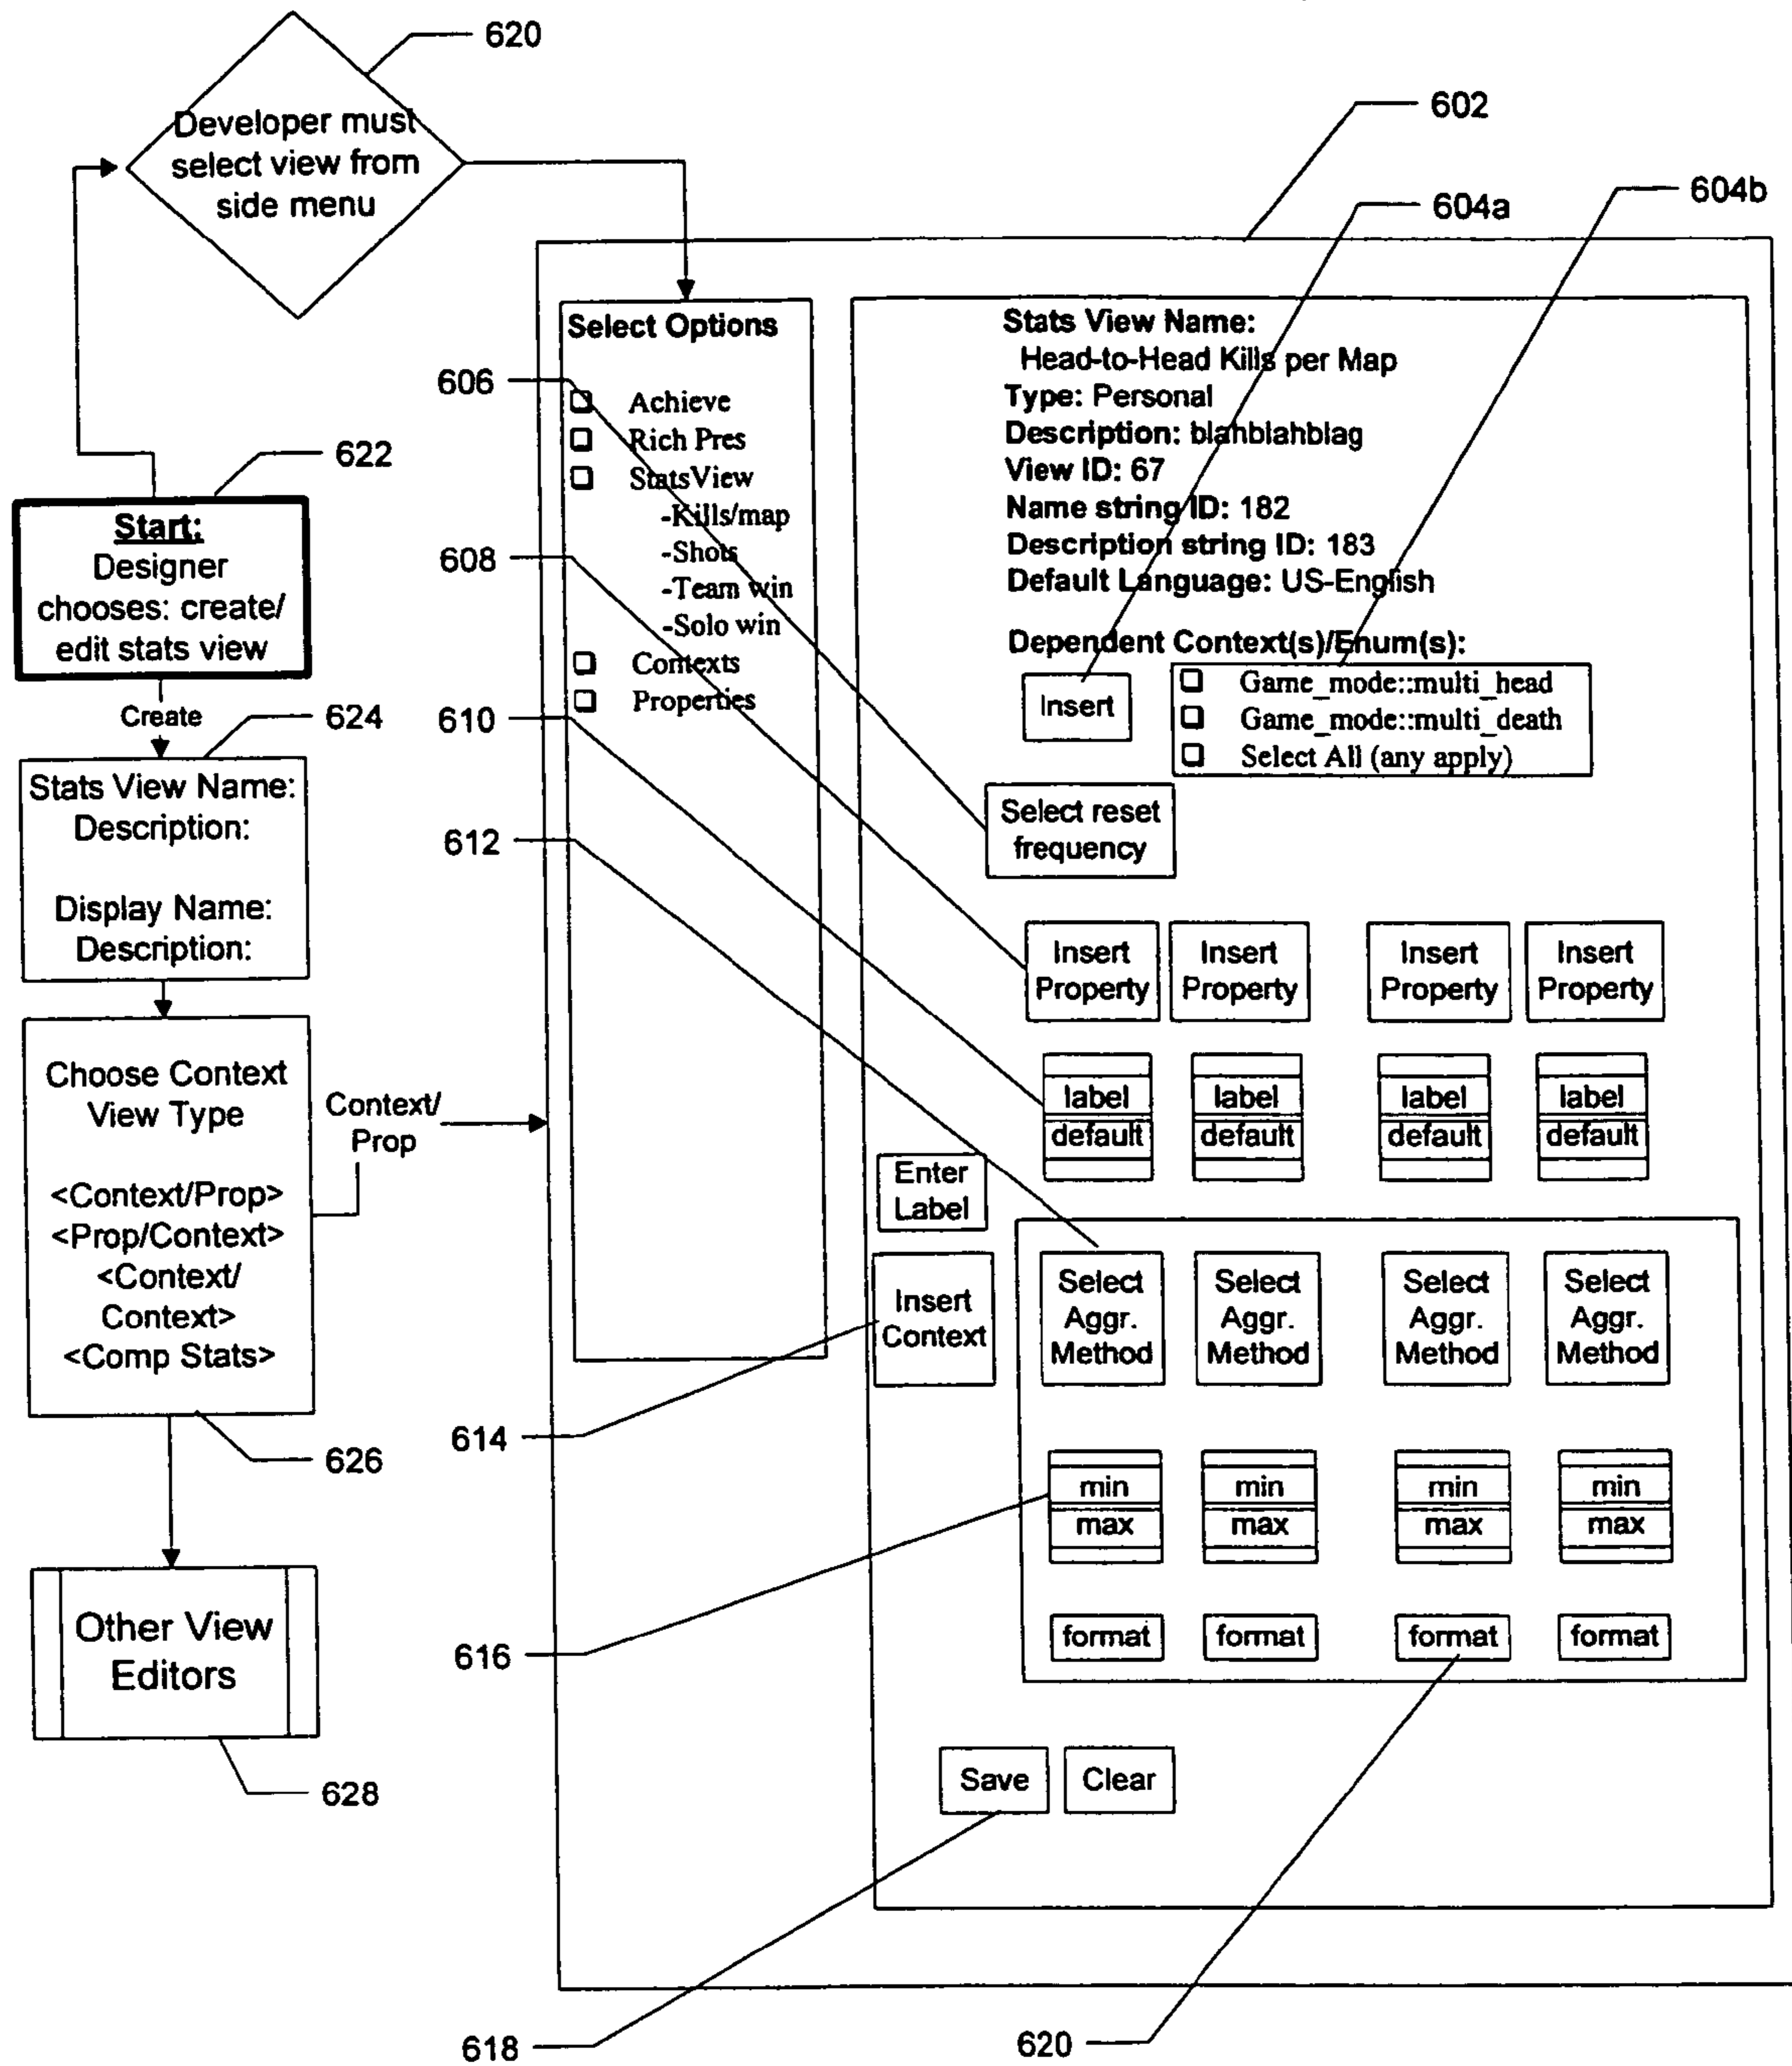 620
Developer must
select view from
side menu
622
Start:
Designer
chooses: create/
edit stats view
Create
624
Stats View Name:
Description:
Display Name:
Description:
Choose Context
View Type
<Context/Prop>
<Prop/Context>
<Context/
Context>
<Comp Stats>
Context/
Prop
626
Other View
Editors
628
602
604a
604b
606
608
610
612
614
616
618
620
Select Options
Achieve
Rich Pres
StatsView
-Kills/map
-Shots
-Team win
-Solo win
Contexts
Properties
Stats View Name:
Head-to-Head Kills per Map
Type: Personal
Description: blahblahblag
View ID: 67
Name string ID: 182
Description string ID: 183
Default Language: US-English
Dependent Context(s)/Enum(s):
Insert
Game_mode::multi_head
Game_mode::multi_death
Select All (any apply)
Select reset
frequency
Insert Insert Insert Insert
Property Property Property Property
label label label label
default default default default
Enter
Label
Insert
Context
Select Select Select Select
Aggr. Aggr. Aggr. Aggr.
Method Method Method Method
min min min min
max max max max
format format format format
Save Clear